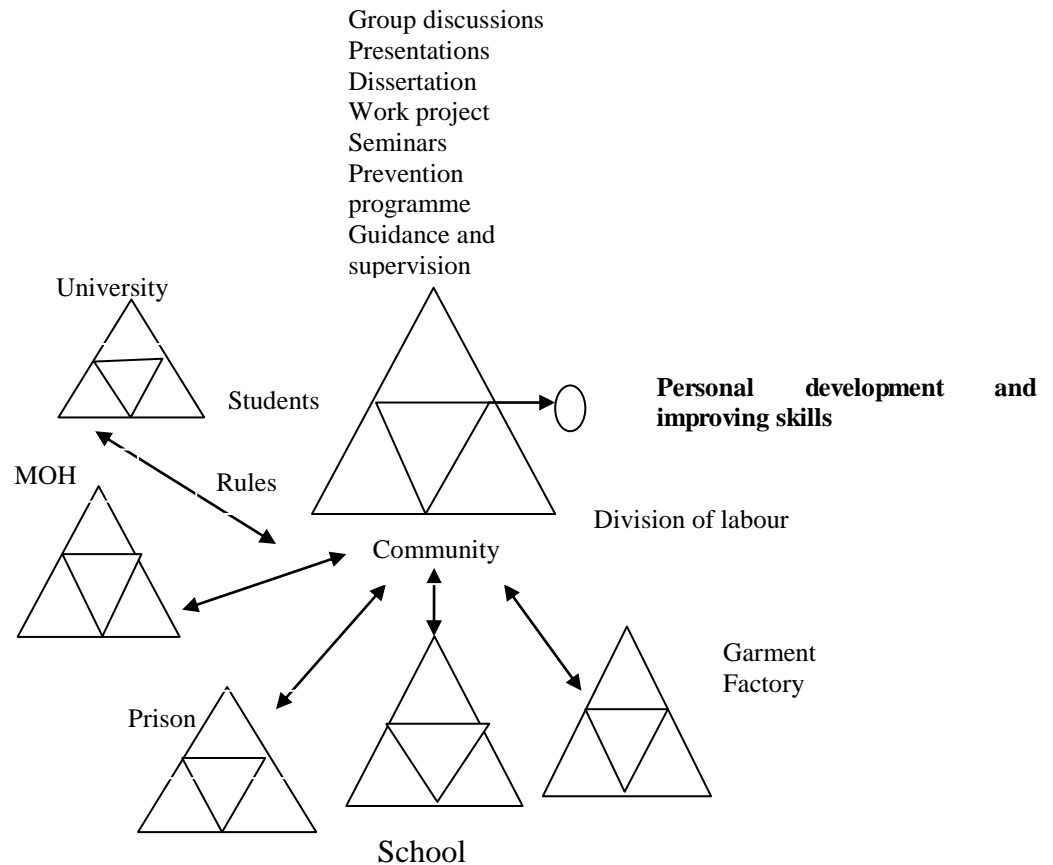 Group discussions
Presentations
Dissertation
Work project
Seminars
Prevention
programme
Guidance and
supervision
University
Students
Personal development and
improving skills
MOH
Rules
Division of labour
Community
Garment
Factory
Prison
School